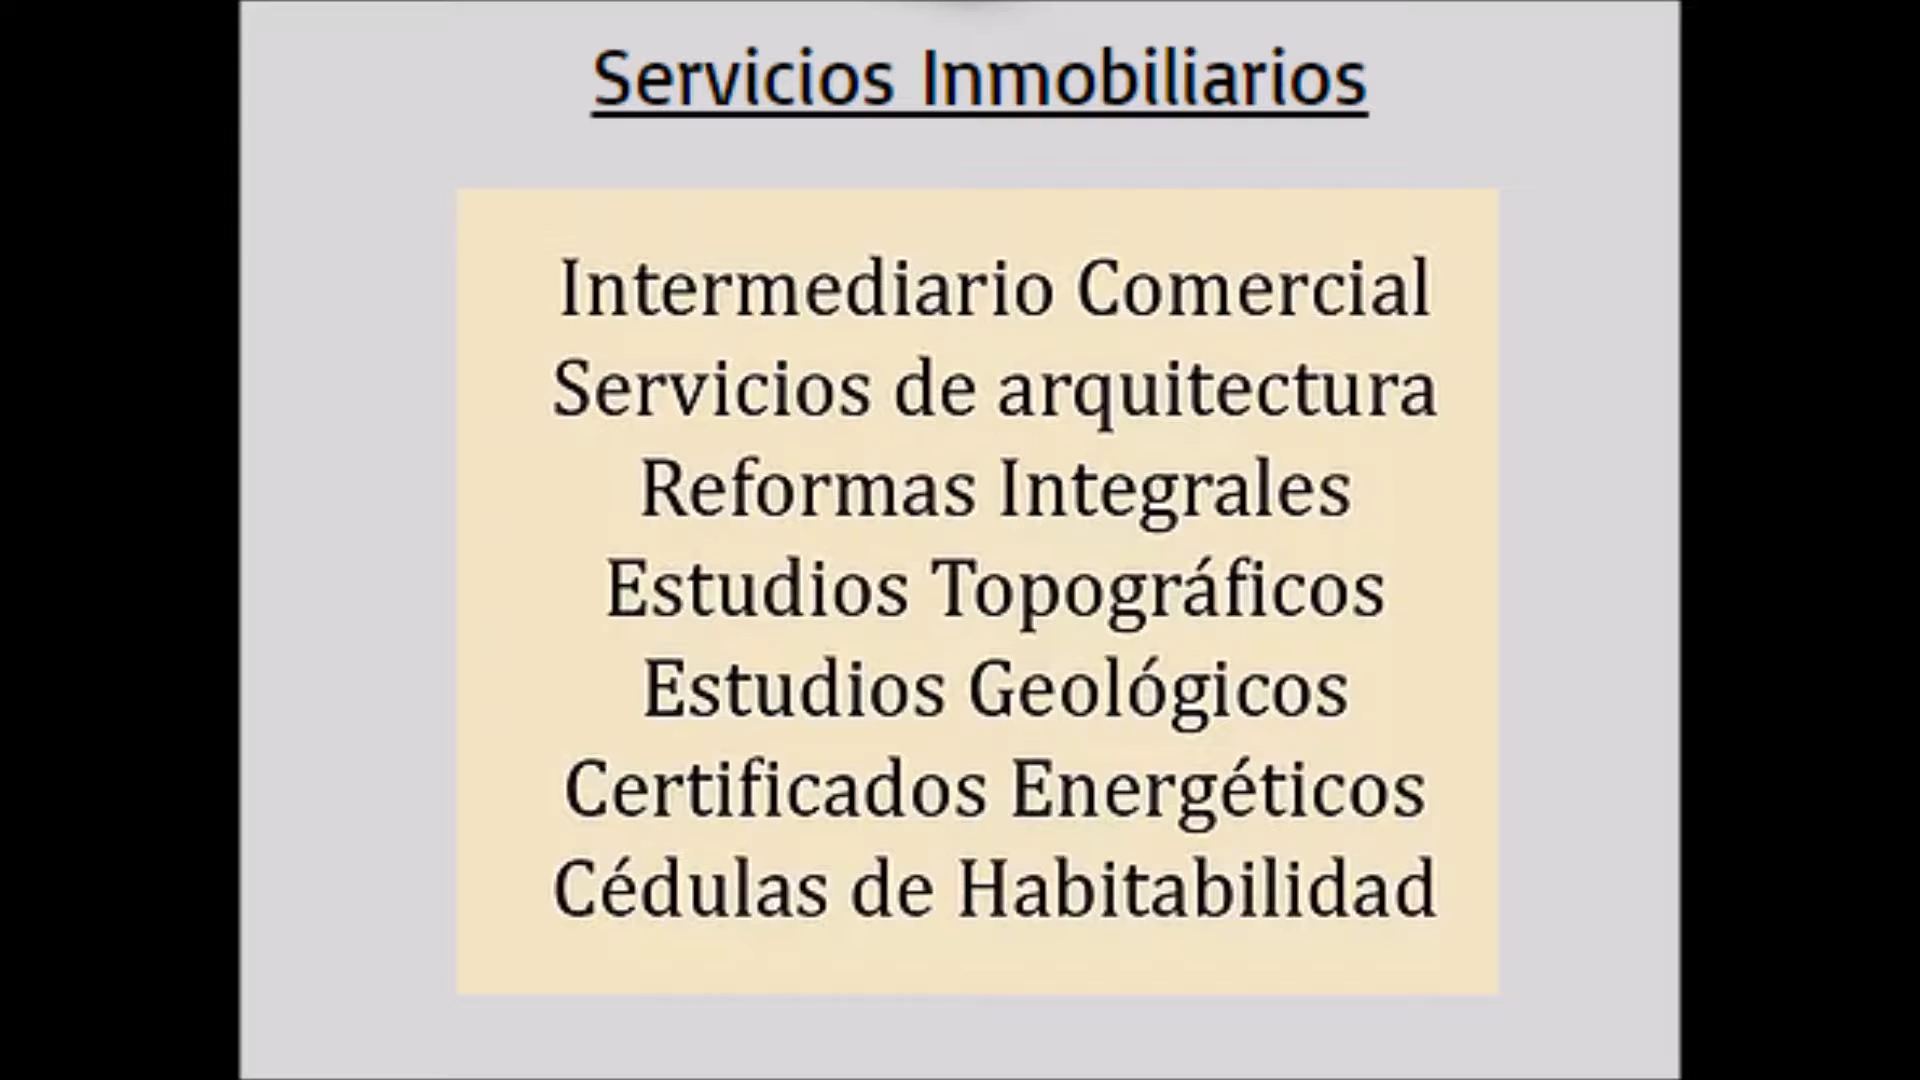 Servicios Inmobiliarios
Intermediario Comercial
Servicios de arquitectura
Reformas Integrales
Estudios Topográficos
Estudios Geológicos
Certificados Energéticos
Cédulas de Habitabilidad